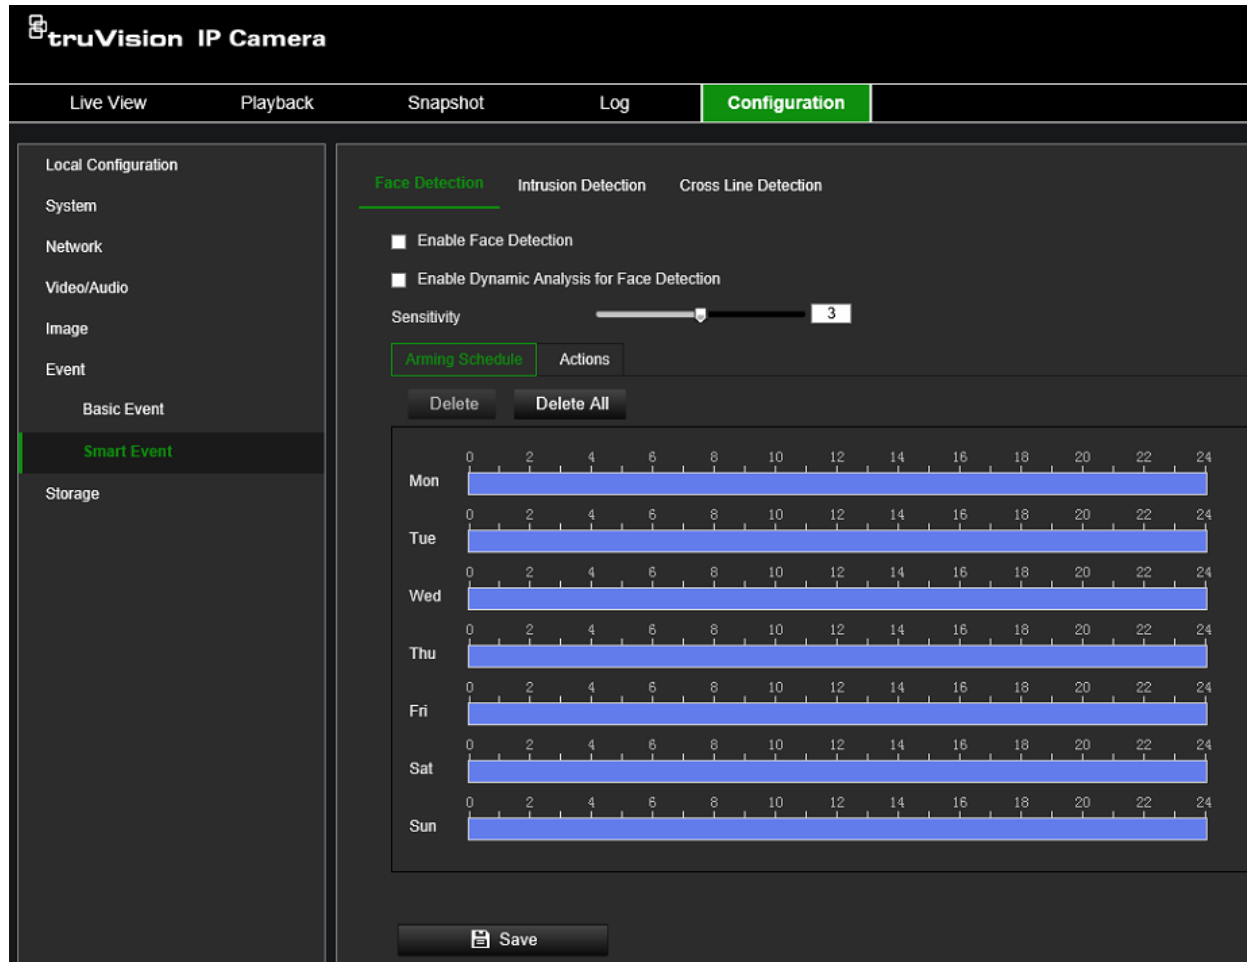 truVision IP Camera
Live View Playback Snapshot Log Configuration
Local Configuration
System
Network
Video/Audio
Image
Event
Basic Event
Smart Event
Storage
Face Detection Intrusion Detection Cross Line Detection
Enable Face Detection
Enable Dynamic Analysis for Face Detection
Sensitivity 3
Arming Schedule Actions
Delete Delete All
0 2 4 6 8 10 12 14 16 18 20 22 24
Mon
0 2 4 6 8 10 12 14 16 18 20 22 24
Tue
0 2 4 6 8 10 12 14 16 18 20 22 24
Wed
0 2 4 6 8 10 12 14 16 18 20 22 24
Thu
0 2 4 6 8 10 12 14 16 18 20 22 24
Fri
0 2 4 6 8 10 12 14 16 18 20 22 24
Sat
0 2 4 6 8 10 12 14 16 18 20 22 24
Sun
Save